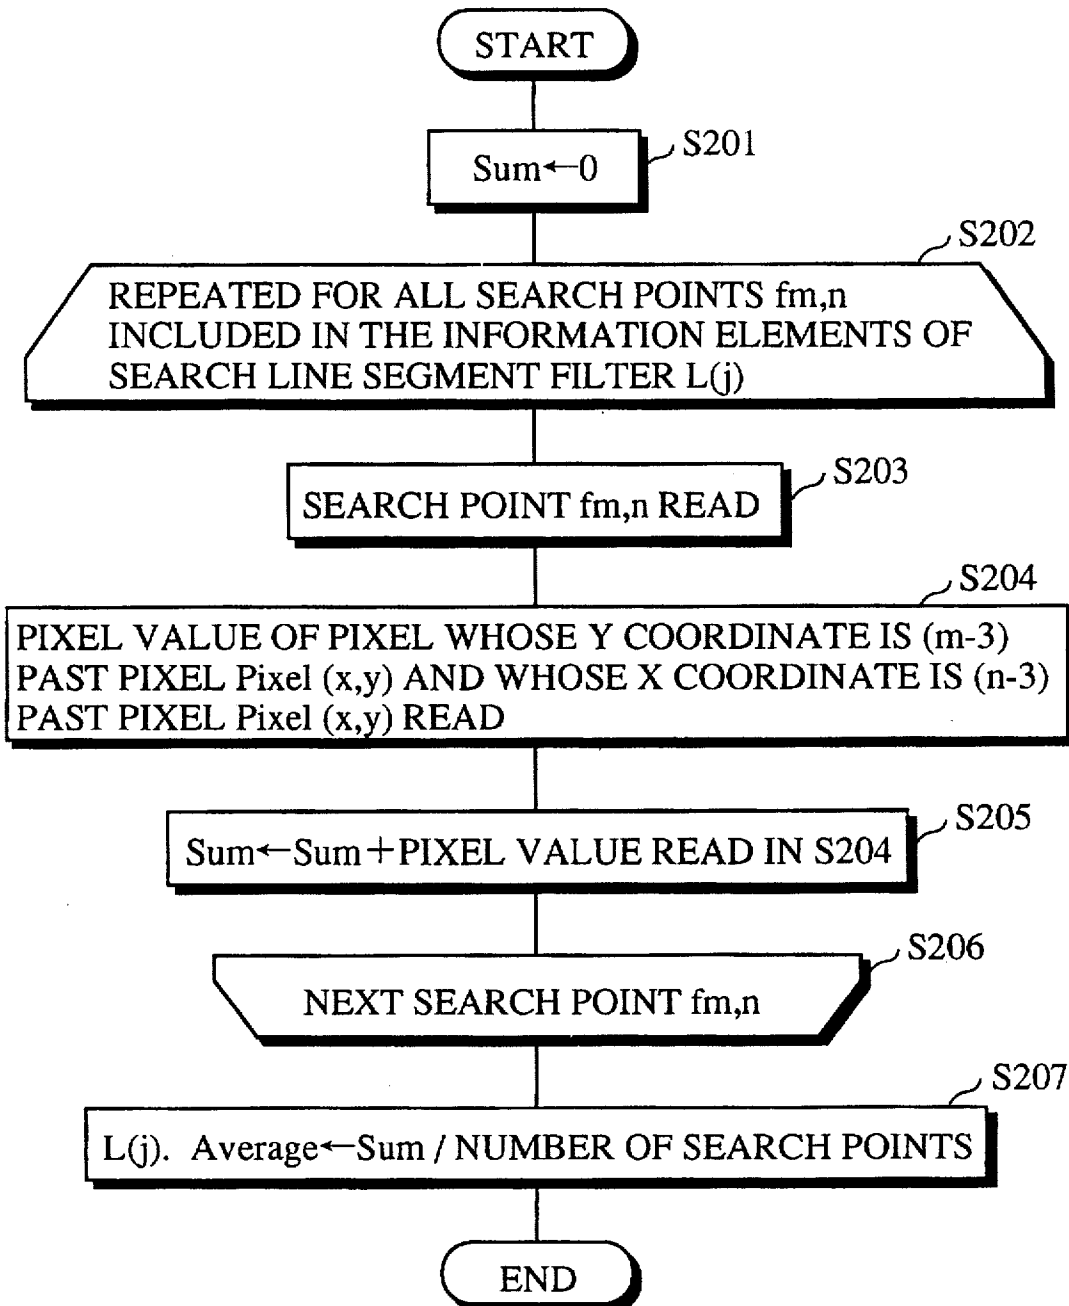 START
S201
Sum←0
S202
REPEATED FOR ALL SEARCH POINTS fm,n
INCLUDED IN THE INFORMATION ELEMENTS OF
SEARCH LINE SEGMENT FILTER L(j)
S203
SEARCH POINT fm,n READ
S204
PIXEL VALUE OF PIXEL WHOSE Y COORDINATE IS (m-3)
PAST PIXEL Pixel (x,y) AND WHOSE X COORDINATE IS (n-3)
PAST PIXEL Pixel (x,y) READ
S205
Sum←Sum+PIXEL VALUE READ IN S204
S206
NEXT SEARCH POINT fm,n
S207
L(j). Average←Sum / NUMBER OF SEARCH POINTS
END